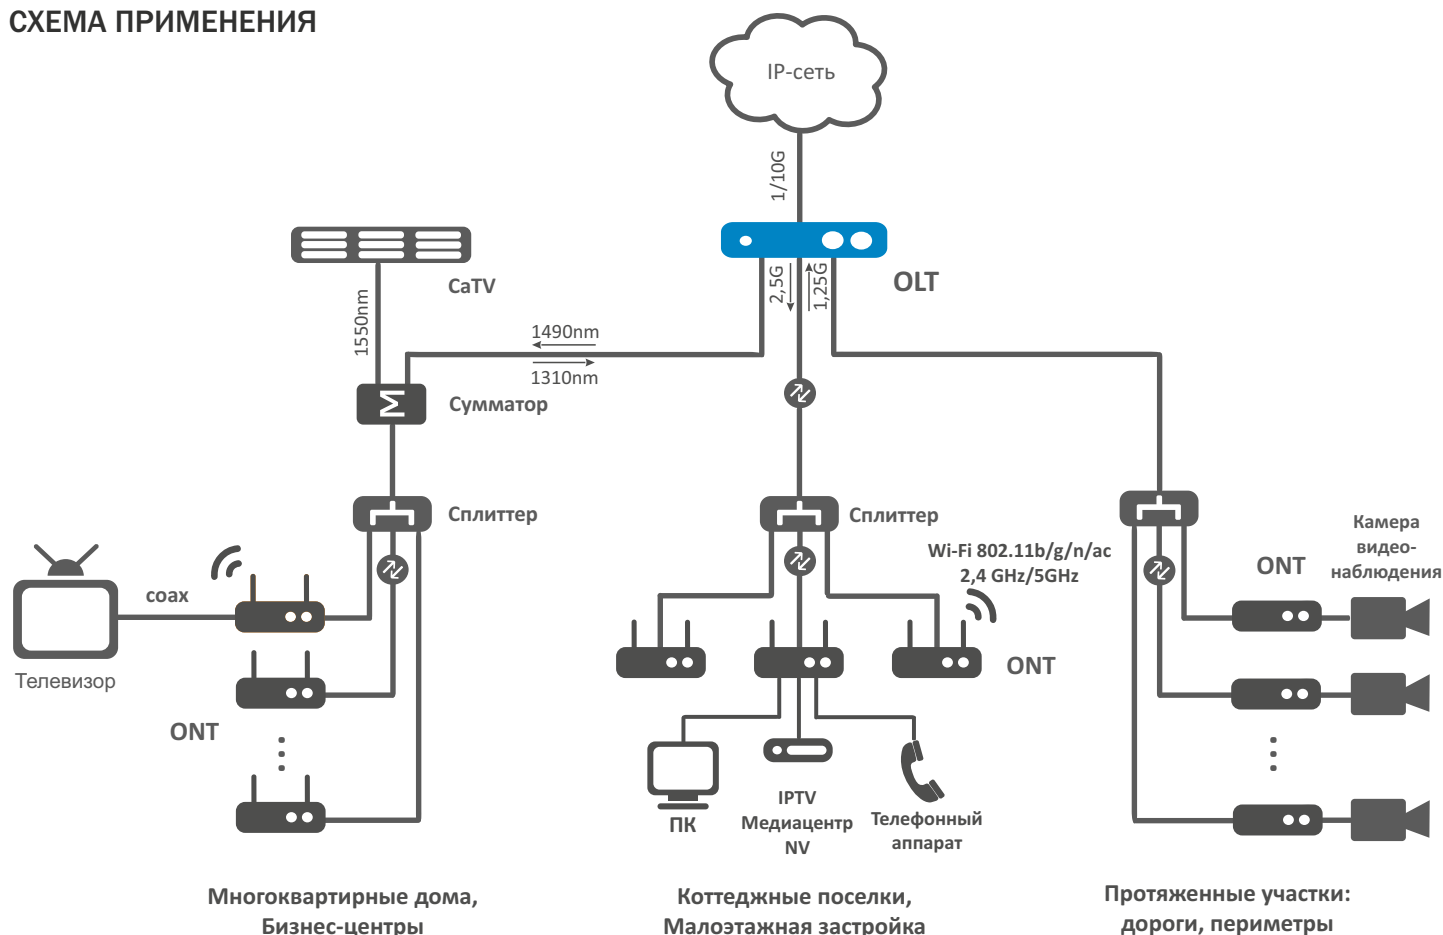 СХЕМА ПРИМЕНЕНИЯ
IP-сеть
1/10G
CaTV
1550nm
2,5G
1,25G
OLT
1490nm
1310nm
Сумматор
Сплиттер
Сплиттер
Wi-Fi 802.11b/g/n/ac
2,4 GHz/5GHz
Камера
видео-
наблюдения
ONT
coax
Телевизор
ONT
ONT
ПК
IPTV
Медиацентр
NV
Телефонный
аппарат
Многоквартирные дома,
Бизнес-центры
Коттеджные поселки,
Малоэтажная застройка
Протяженные участки:
дороги, периметры